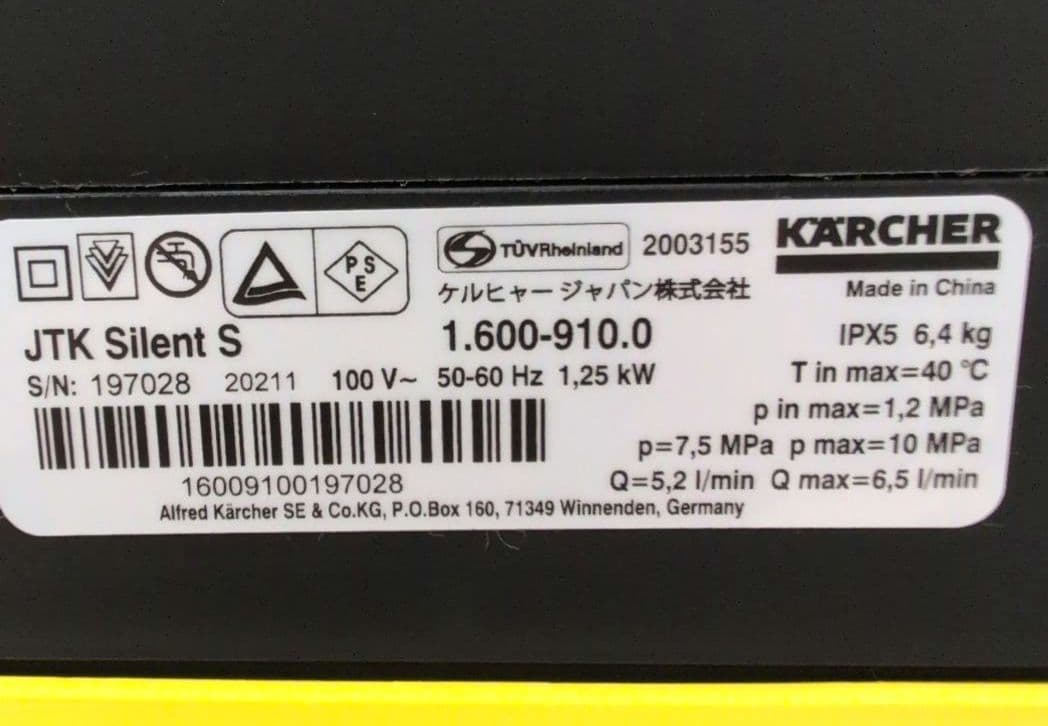 PS
E
TÜVRheinland 2003155
KÄRCHER
ケルヒャー ジャパン株式会社
Made in China
JTK Silent S 1.600-910.0 IPX5 6,4 kg
S/N: 197028 20211 100 V~ 50-60 Hz 1,25 kW T in max=40 °C
p in max=1,2 MPa
p=7,5 MPa p max=10 MPa
Q=5,2 l/min Q max=6,5 l/min
16009100197028
Alfred Kärcher SE & Co.KG, P.O.Box 160, 71349 Winnenden, Germany